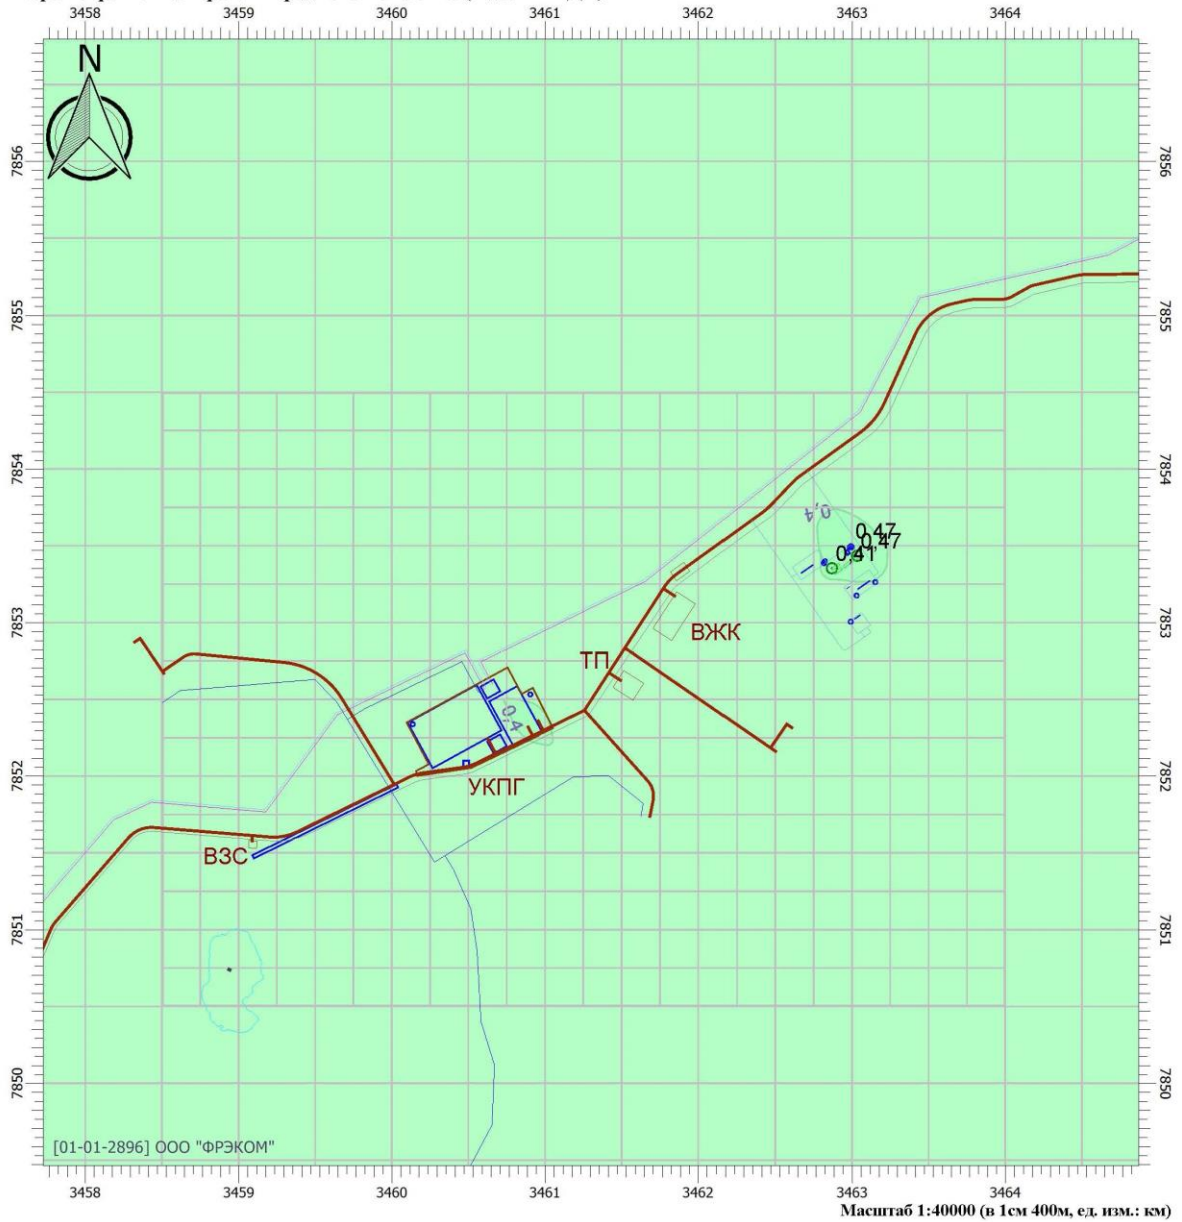 3458 3459 3460 3461 3462 3463 3464
N
7856 7856
7855 7855
7854 7854
0,4
0,47
0,47
0,41
7853 7853
ВЖК
ТП
0,4
7852 7852
УКПГ
ВЗС
7851 7851
7850 7850
[01-01-2896] ООО "ФРЭКОМ"
3458 3459 3460 3461 3462 3463 3464
Масштаб 1:40000 (в 1см 400м, ед. изм.: км)